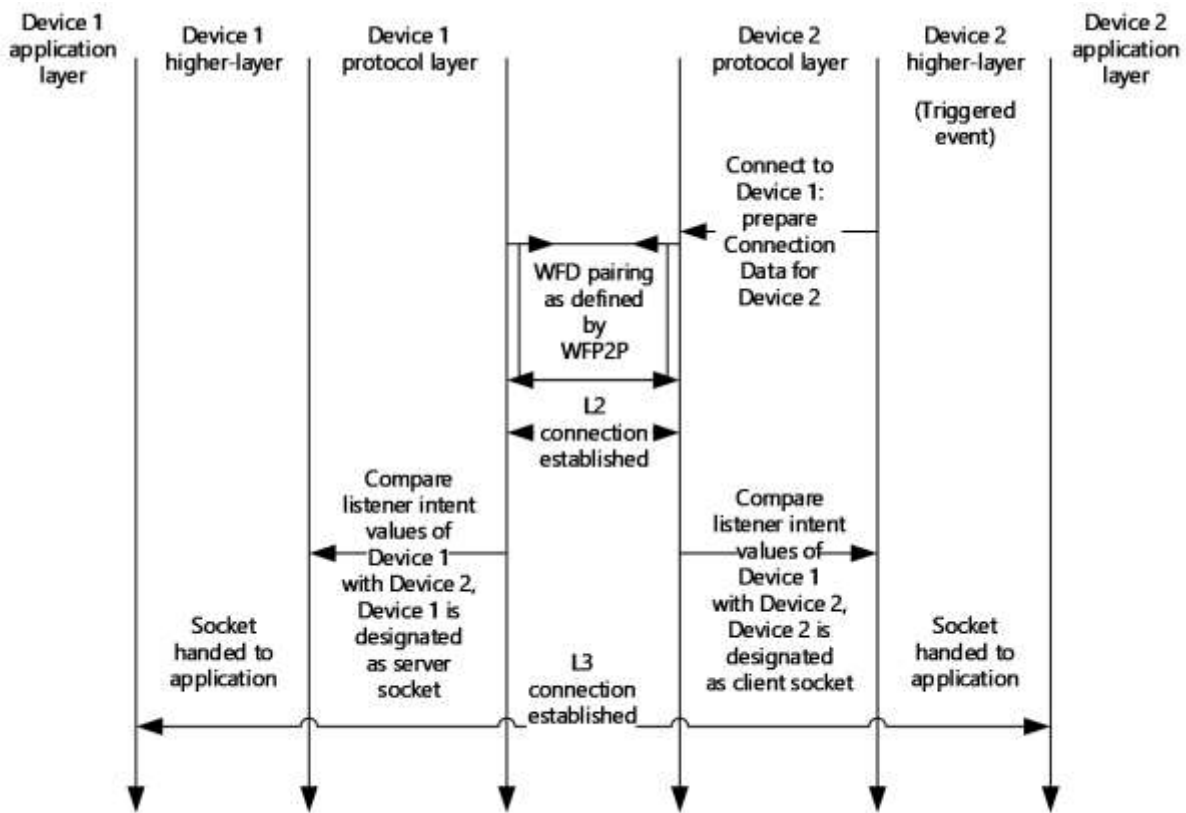 Device 1
application
layer
Device 1
higher-layer
Device 1
protocol layer
Device 2
protocol layer
Device 2
higher-layer
Device 2
application
layer
(Triggered
event)
Connect to
Device 1:
prepare
Connection
Data for
Device 2
WFD pairing
as defined
by
WFP2P
L2
connection
established
Compare
listener intent
values of
Device 1
with Device 2,
Device 1 is
designated
as server
socket
Compare
listener intent
values of
Device 1
with Device 2,
Device 2 is
designated
as client socket
Socket
handed to
application
L3
connection
established
Socket
handed to
application